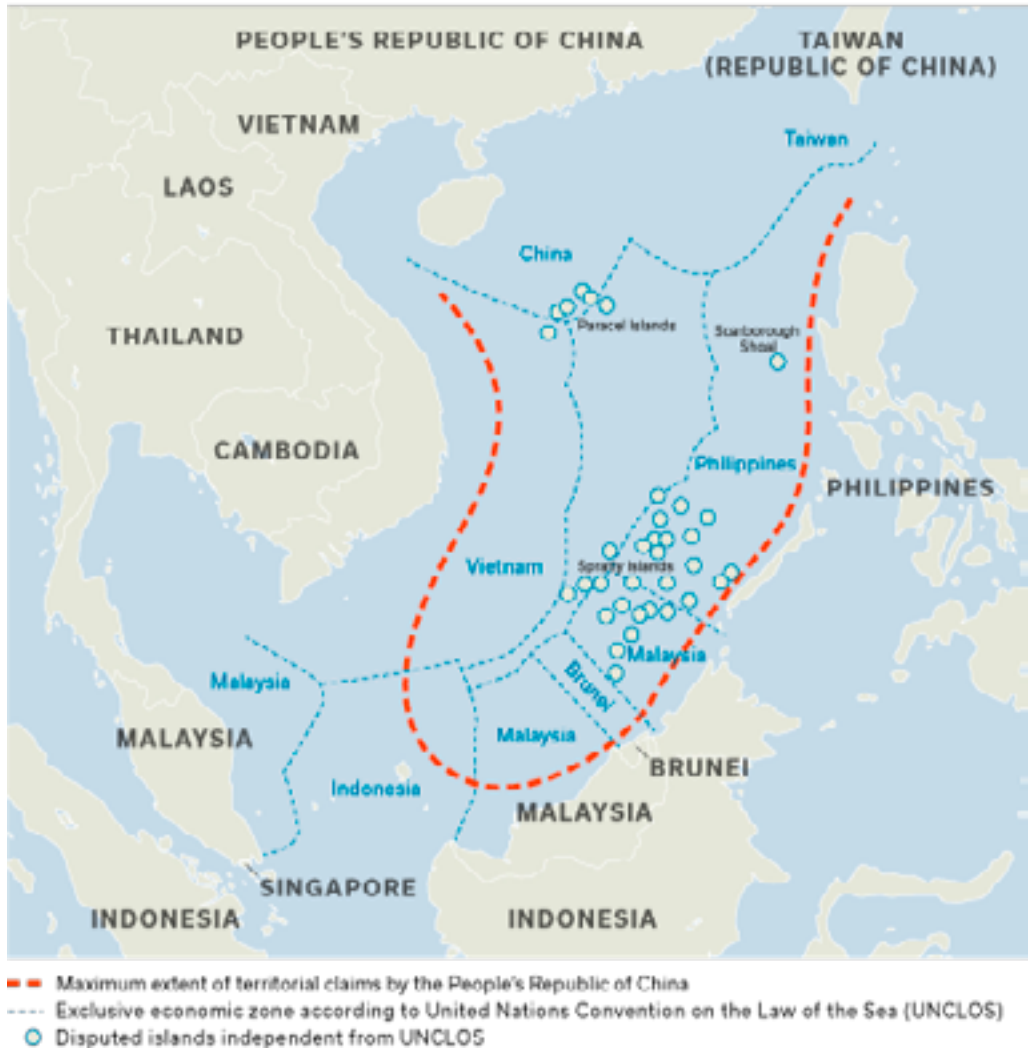 PEOPLE'S REPUBLIC OF CHINA
TAIWAN
(REPUBLIC OF CHINA)
VIETNAM
Taiwan
LAOS
China
Paracel Islands
Scarborough
Shoal
THAILAND
CAMBODIA
Philippines
PHILIPPINES
Vietnam
Spratly Islands
Malaysia
Malaysia
Brunei
MALAYSIA
Malaysia
BRUNEI
Indonesia
MALAYSIA
SINGAPORE
INDONESIA
INDONESIA
Maximum extent of territorial claims by the People's Republic of China
Exclusive economic zone according to United Nations Convention on the Law of the Sea (UNCLOS)
Disputed islands independent from UNCLOS